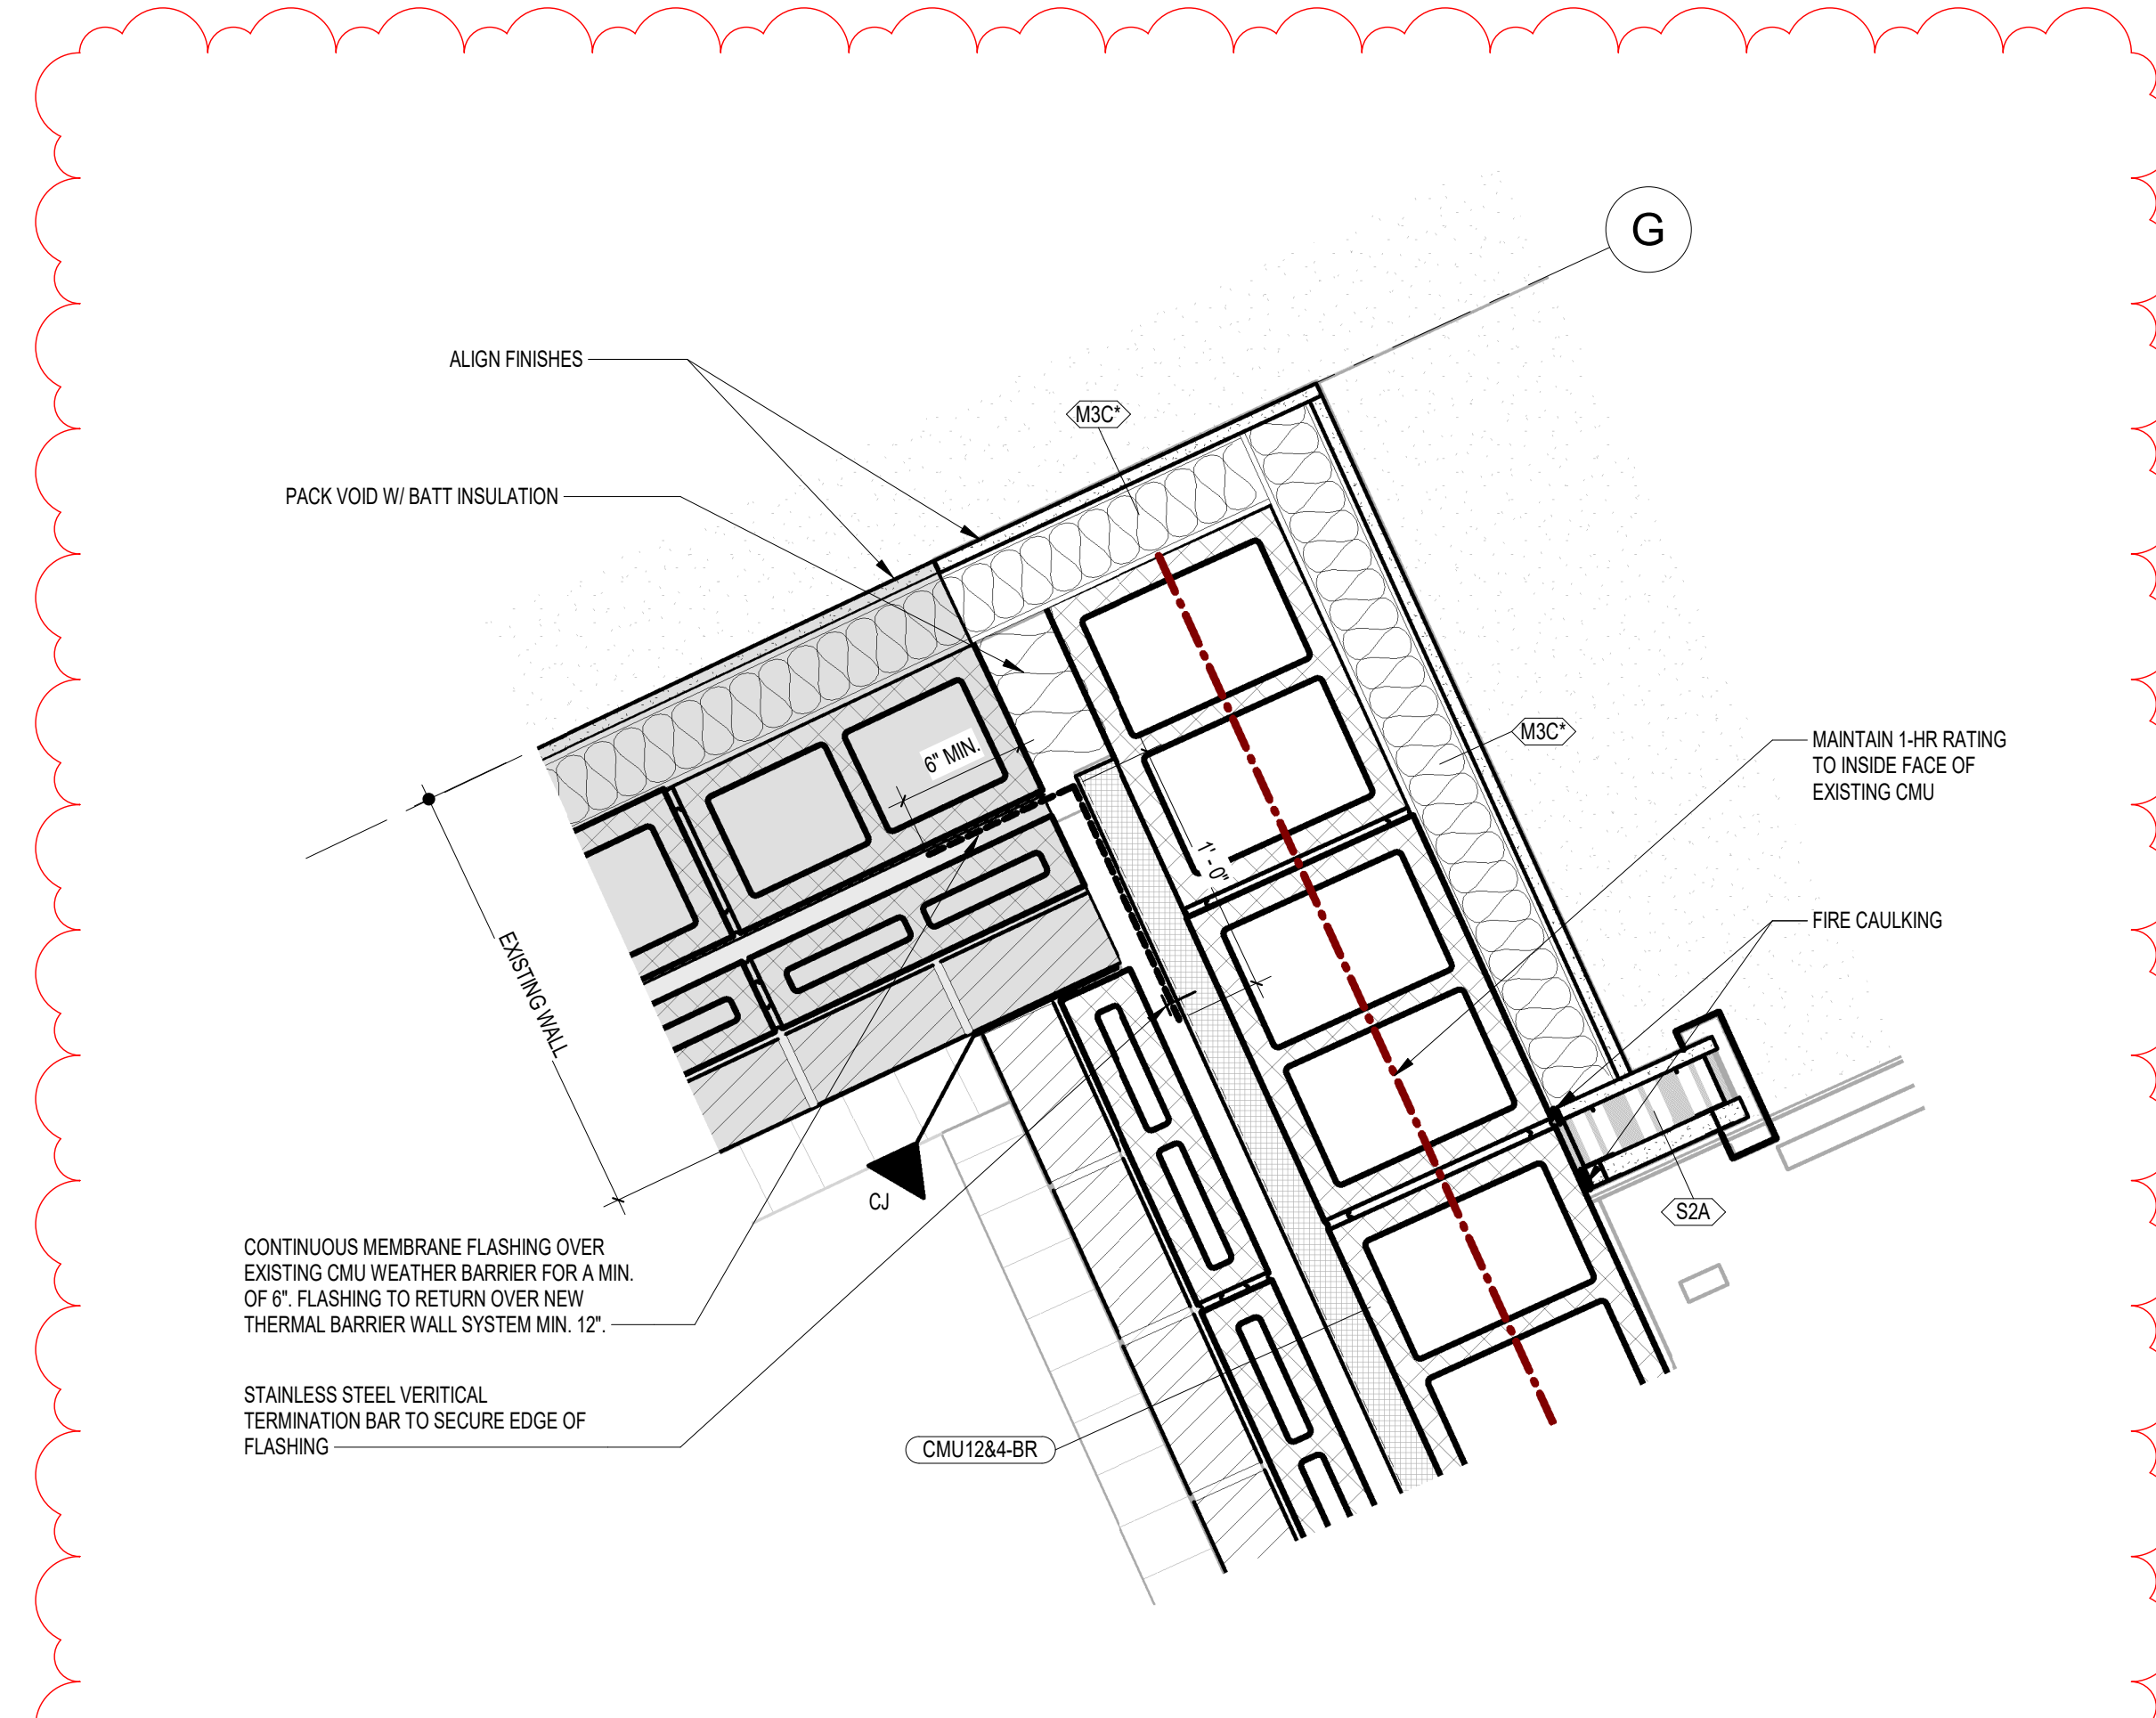 G
ALIGN FINISHES
M3C*
PACK VOID W/ BATT INSULATION
6" MIN.
M3C*
MAINTAIN 1-HR RATING
TO INSIDE FACE OF
EXISTING CMU
1' - 0"
FIRE CAULKING
EXISTING WALL
CJ
S2A
CONTINUOUS MEMBRANE FLASHING OVER
EXISTING CMU WEATHER BARRIER FOR A MIN.
OF 6". FLASHING TO RETURN OVER NEW
THERMAL BARRIER WALL SYSTEM MIN. 12".
STAINLESS STEEL VERITICAL
TERMINATION BAR TO SECURE EDGE OF
FLASHING
CMU12&4-BR